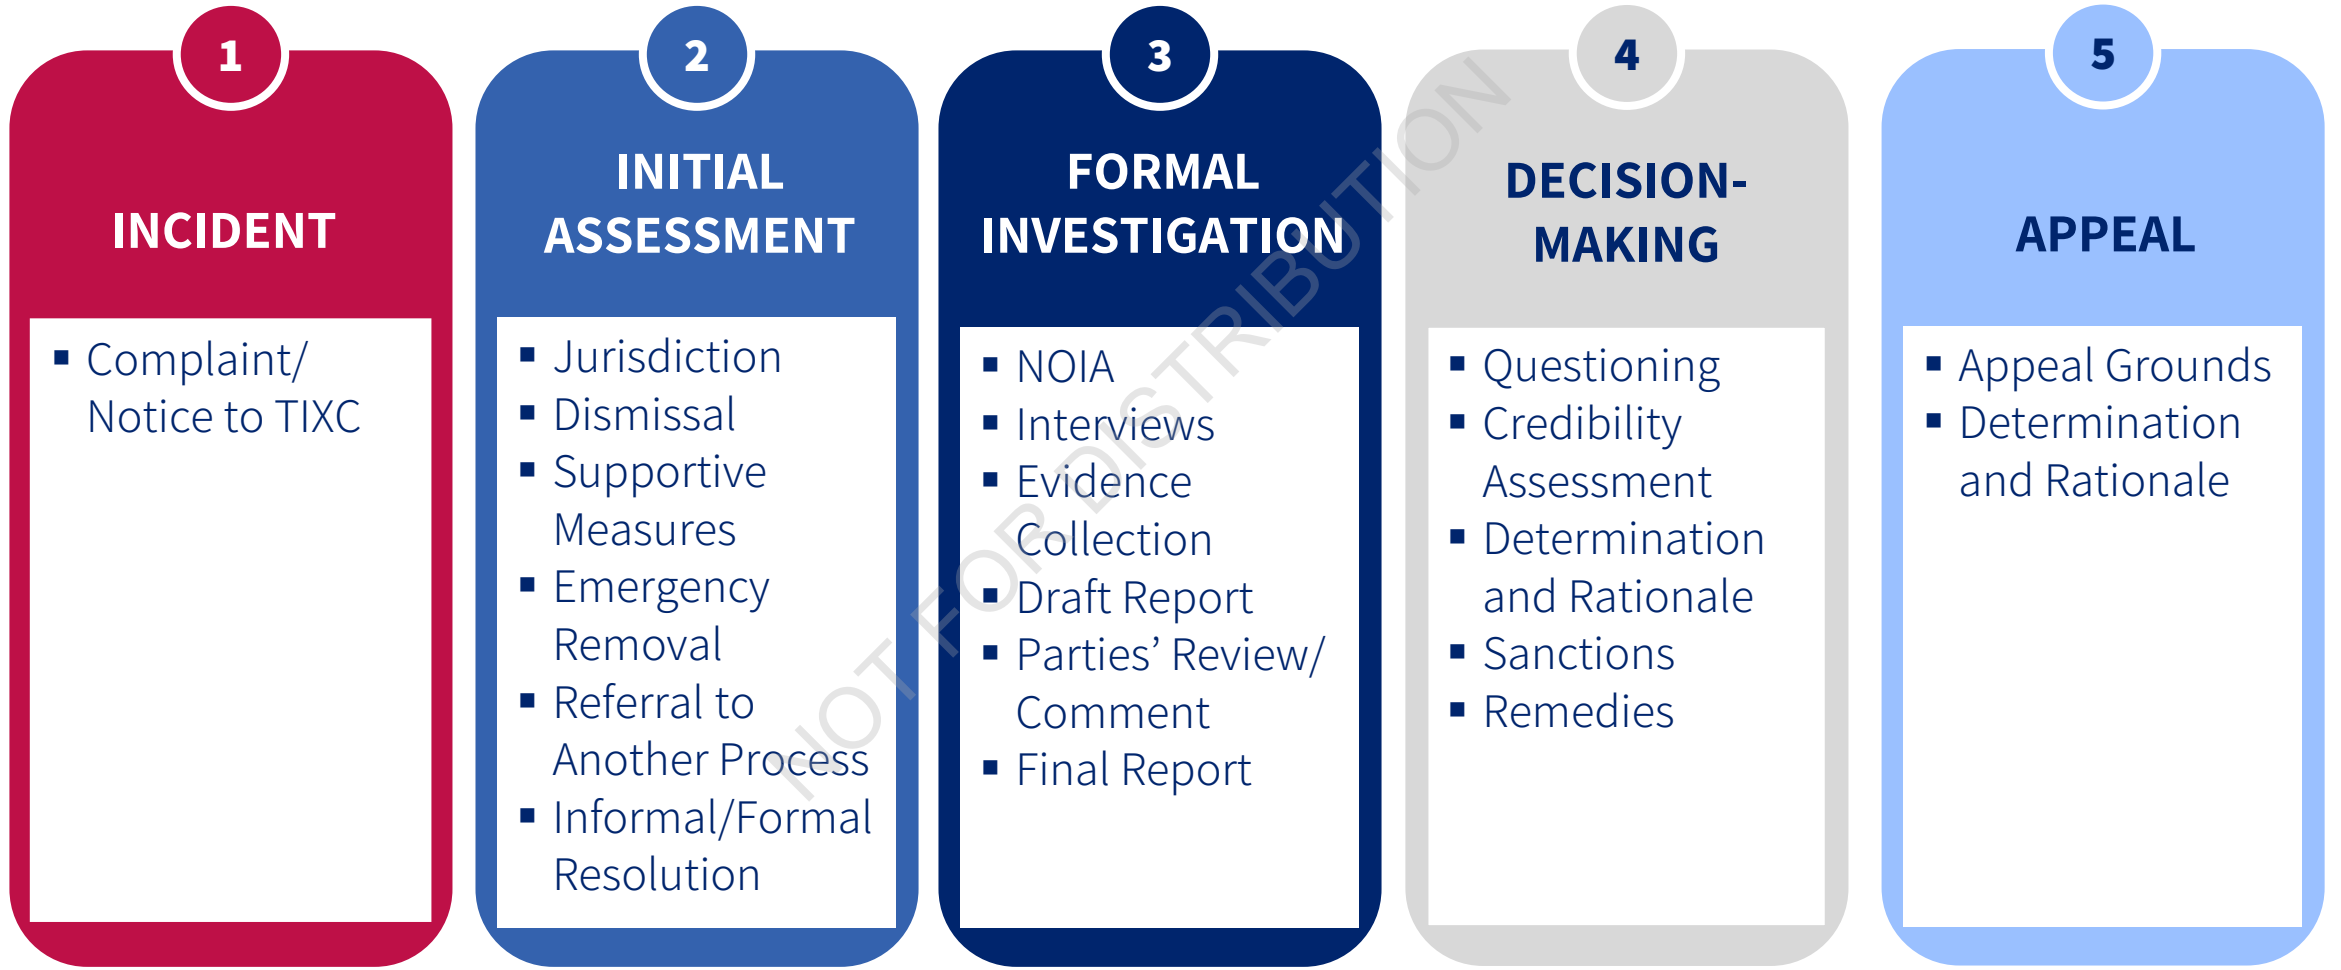 1
INCIDENT
▪ Complaint/
Notice to TIXC
2
INITIAL
ASSESSMENT
▪ Jurisdiction
▪ Dismissal
▪ Supportive
Measures
▪ Emergency
Removal
▪ Referral to
Another Process
▪ Informal/Formal
Resolution
3
FORMAL
INVESTIGATION
▪ NOIA
▪ Interviews
▪ Evidence
Collection
▪ Draft Report
▪ Parties’ Review/
Comment
▪ Final Report
4
DECISION-
MAKING
▪ Questioning
▪ Credibility
Assessment
▪ Determination
and Rationale
▪ Sanctions
▪ Remedies
5
APPEAL
▪ Appeal Grounds
▪ Determination
and Rationale
NOT FOR DISTRIBUTION